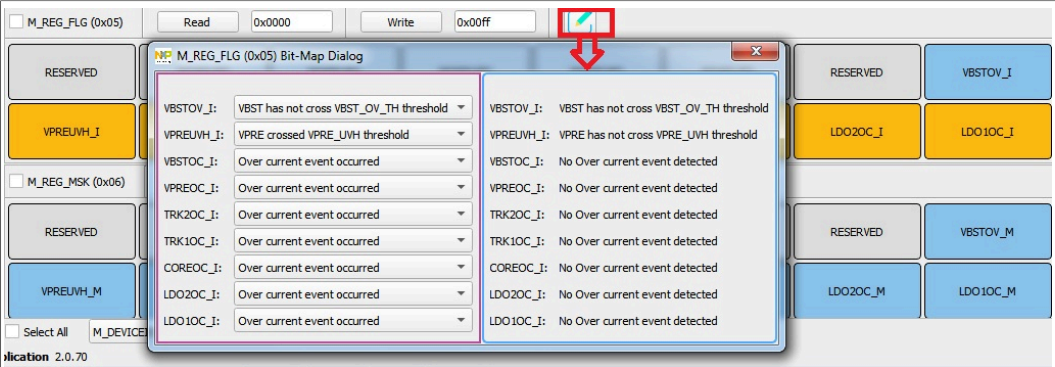 M_REG_FLG (0x05) Read 0x0000 Write 0x00ff
NXP M_REG_FLG (0x05) Bit-Map Dialog x
RESERVED RESERVED VBSTOV_I
VPREUVH_I LDO2OC_I LDO1OC_I
VBSTOV_I: VBST has not cross VBST_OV_TH threshold
VPREUVH_I: VPRE crossed VPRE_UVH threshold
VBSTOC_I: Over current event occurred
VPREOC_I: Over current event occurred
TRK2OC_I: Over current event occurred
TRK1OC_I: Over current event occurred
COREOC_I: Over current event occurred
LDO2OC_I: Over current event occurred
LDO1OC_I: Over current event occurred
VBSTOV_I: VBST has not cross VBST_OV_TH threshold
VPREUVH_I: VPRE has not cross VPRE_UVH threshold
VBSTOC_I: No Over current event detected
VPREOC_I: No Over current event detected
TRK2OC_I: No Over current event detected
TRK1OC_I: No Over current event detected
COREOC_I: No Over current event detected
LDO2OC_I: No Over current event detected
LDO1OC_I: No Over current event detected
M_REG_MSK (0x06)
RESERVED RESERVED VBSTOV_M
VPREUVH_M LDO2OC_M LDO1OC_M
Select All M_DEVICEI
plication 2.0.70